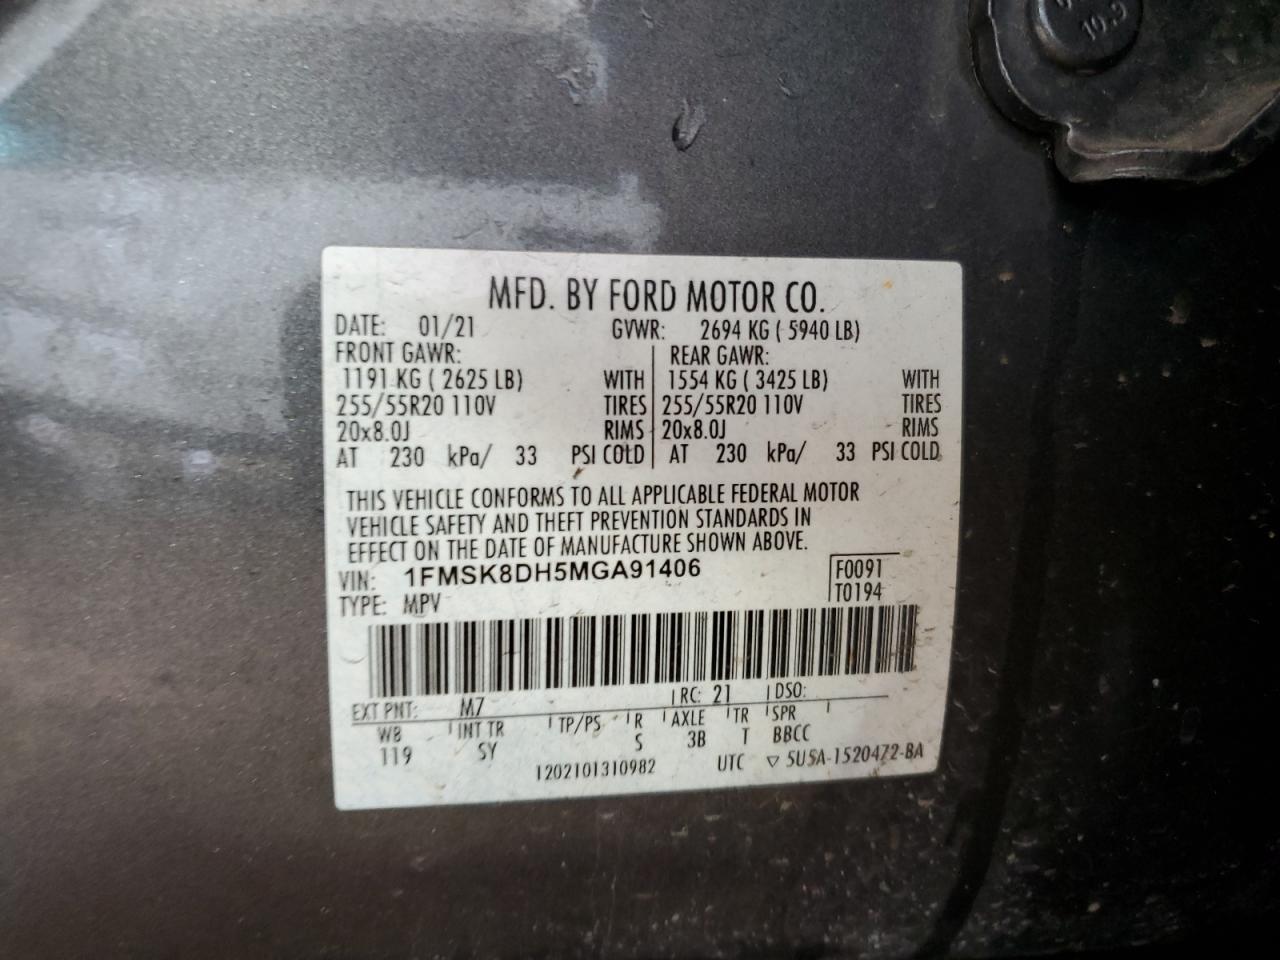 10.9
MFD. BY FORD MOTOR CO.
DATE: 01/21 GVWR: 2694 KG ( 5940 LB)
FRONT GAWR: REAR GAWR:
1191 KG ( 2625 LB) WITH 1554 KG ( 3425 LB) WITH
255/55R20 110V TIRES 255/55R20 110V TIRES
20x8.0J RIMS 20x8.0J RIMS
AT 230 kPa/ 33 PSI COLD AT 230 kPa/ 33 PSI COLD
THIS VEHICLE CONFORMS TO ALL APPLICABLE FEDERAL MOTOR
VEHICLE SAFETY AND THEFT PREVENTION STANDARDS IN
EFFECT ON THE DATE OF MANUFACTURE SHOWN ABOVE.
VIN: 1FMSK8DH5MGA91406 F0091
TYPE: MPV T0194
EXT PNT: M7 RC: 21 DSO:
WB INT TR TP/PS R AXLE TR SPR
119 SY S 3B T BBCC
1202101310982 UTC ▽ 5U5A-1520472-BA